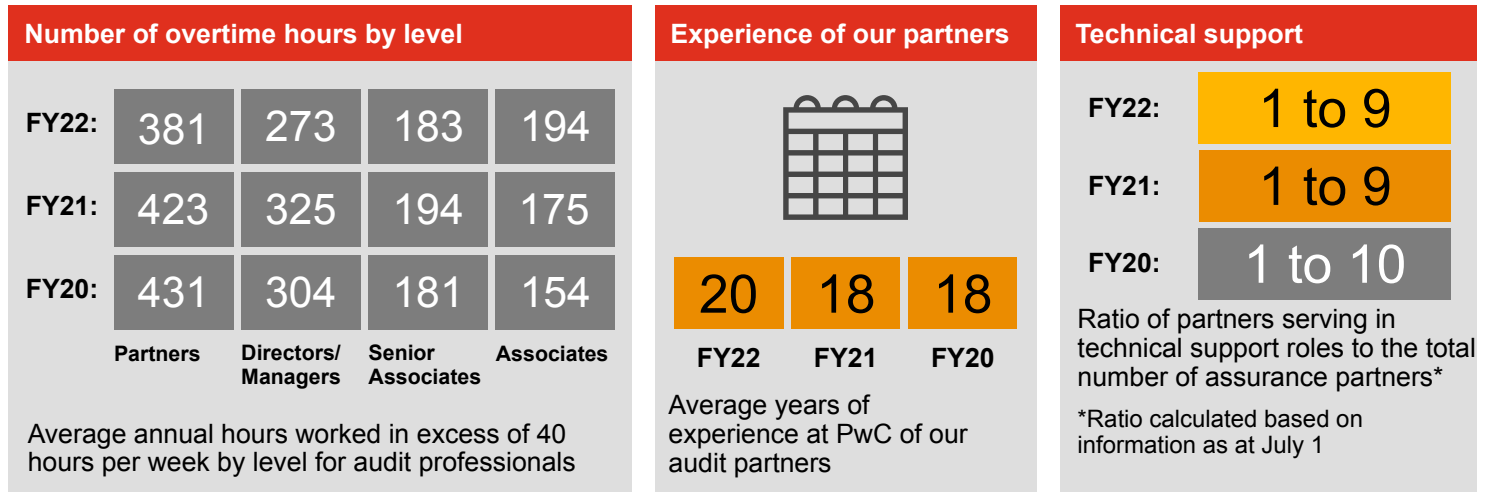 Number of overtime hours by level
FY22: 381 273 183 194
FY21: 423 325 194 175
FY20: 431 304 181 154
Partners Directors/ Senior Associates
Managers Associates
Average annual hours worked in excess of 40
hours per week by level for audit professionals
Experience of our partners
20 18 18
FY22 FY21 FY20
Average years of
experience at PwC of our
audit partners
Technical support
FY22: 1 to 9
FY21: 1 to 9
FY20: 1 to 10
Ratio of partners serving in
technical support roles to the total
number of assurance partners*
*Ratio calculated based on
information as at July 1